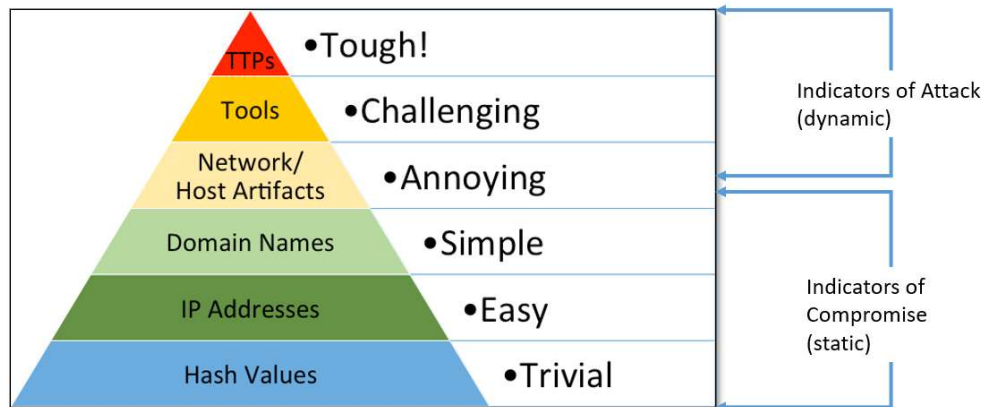 TTPs
•Tough!
Tools
•Challenging
Network/
Host Artifacts
•Annoying
Domain Names
•Simple
IP Addresses
•Easy
Hash Values
•Trivial
Indicators of Attack
(dynamic)
Indicators of
Compromise
(static)